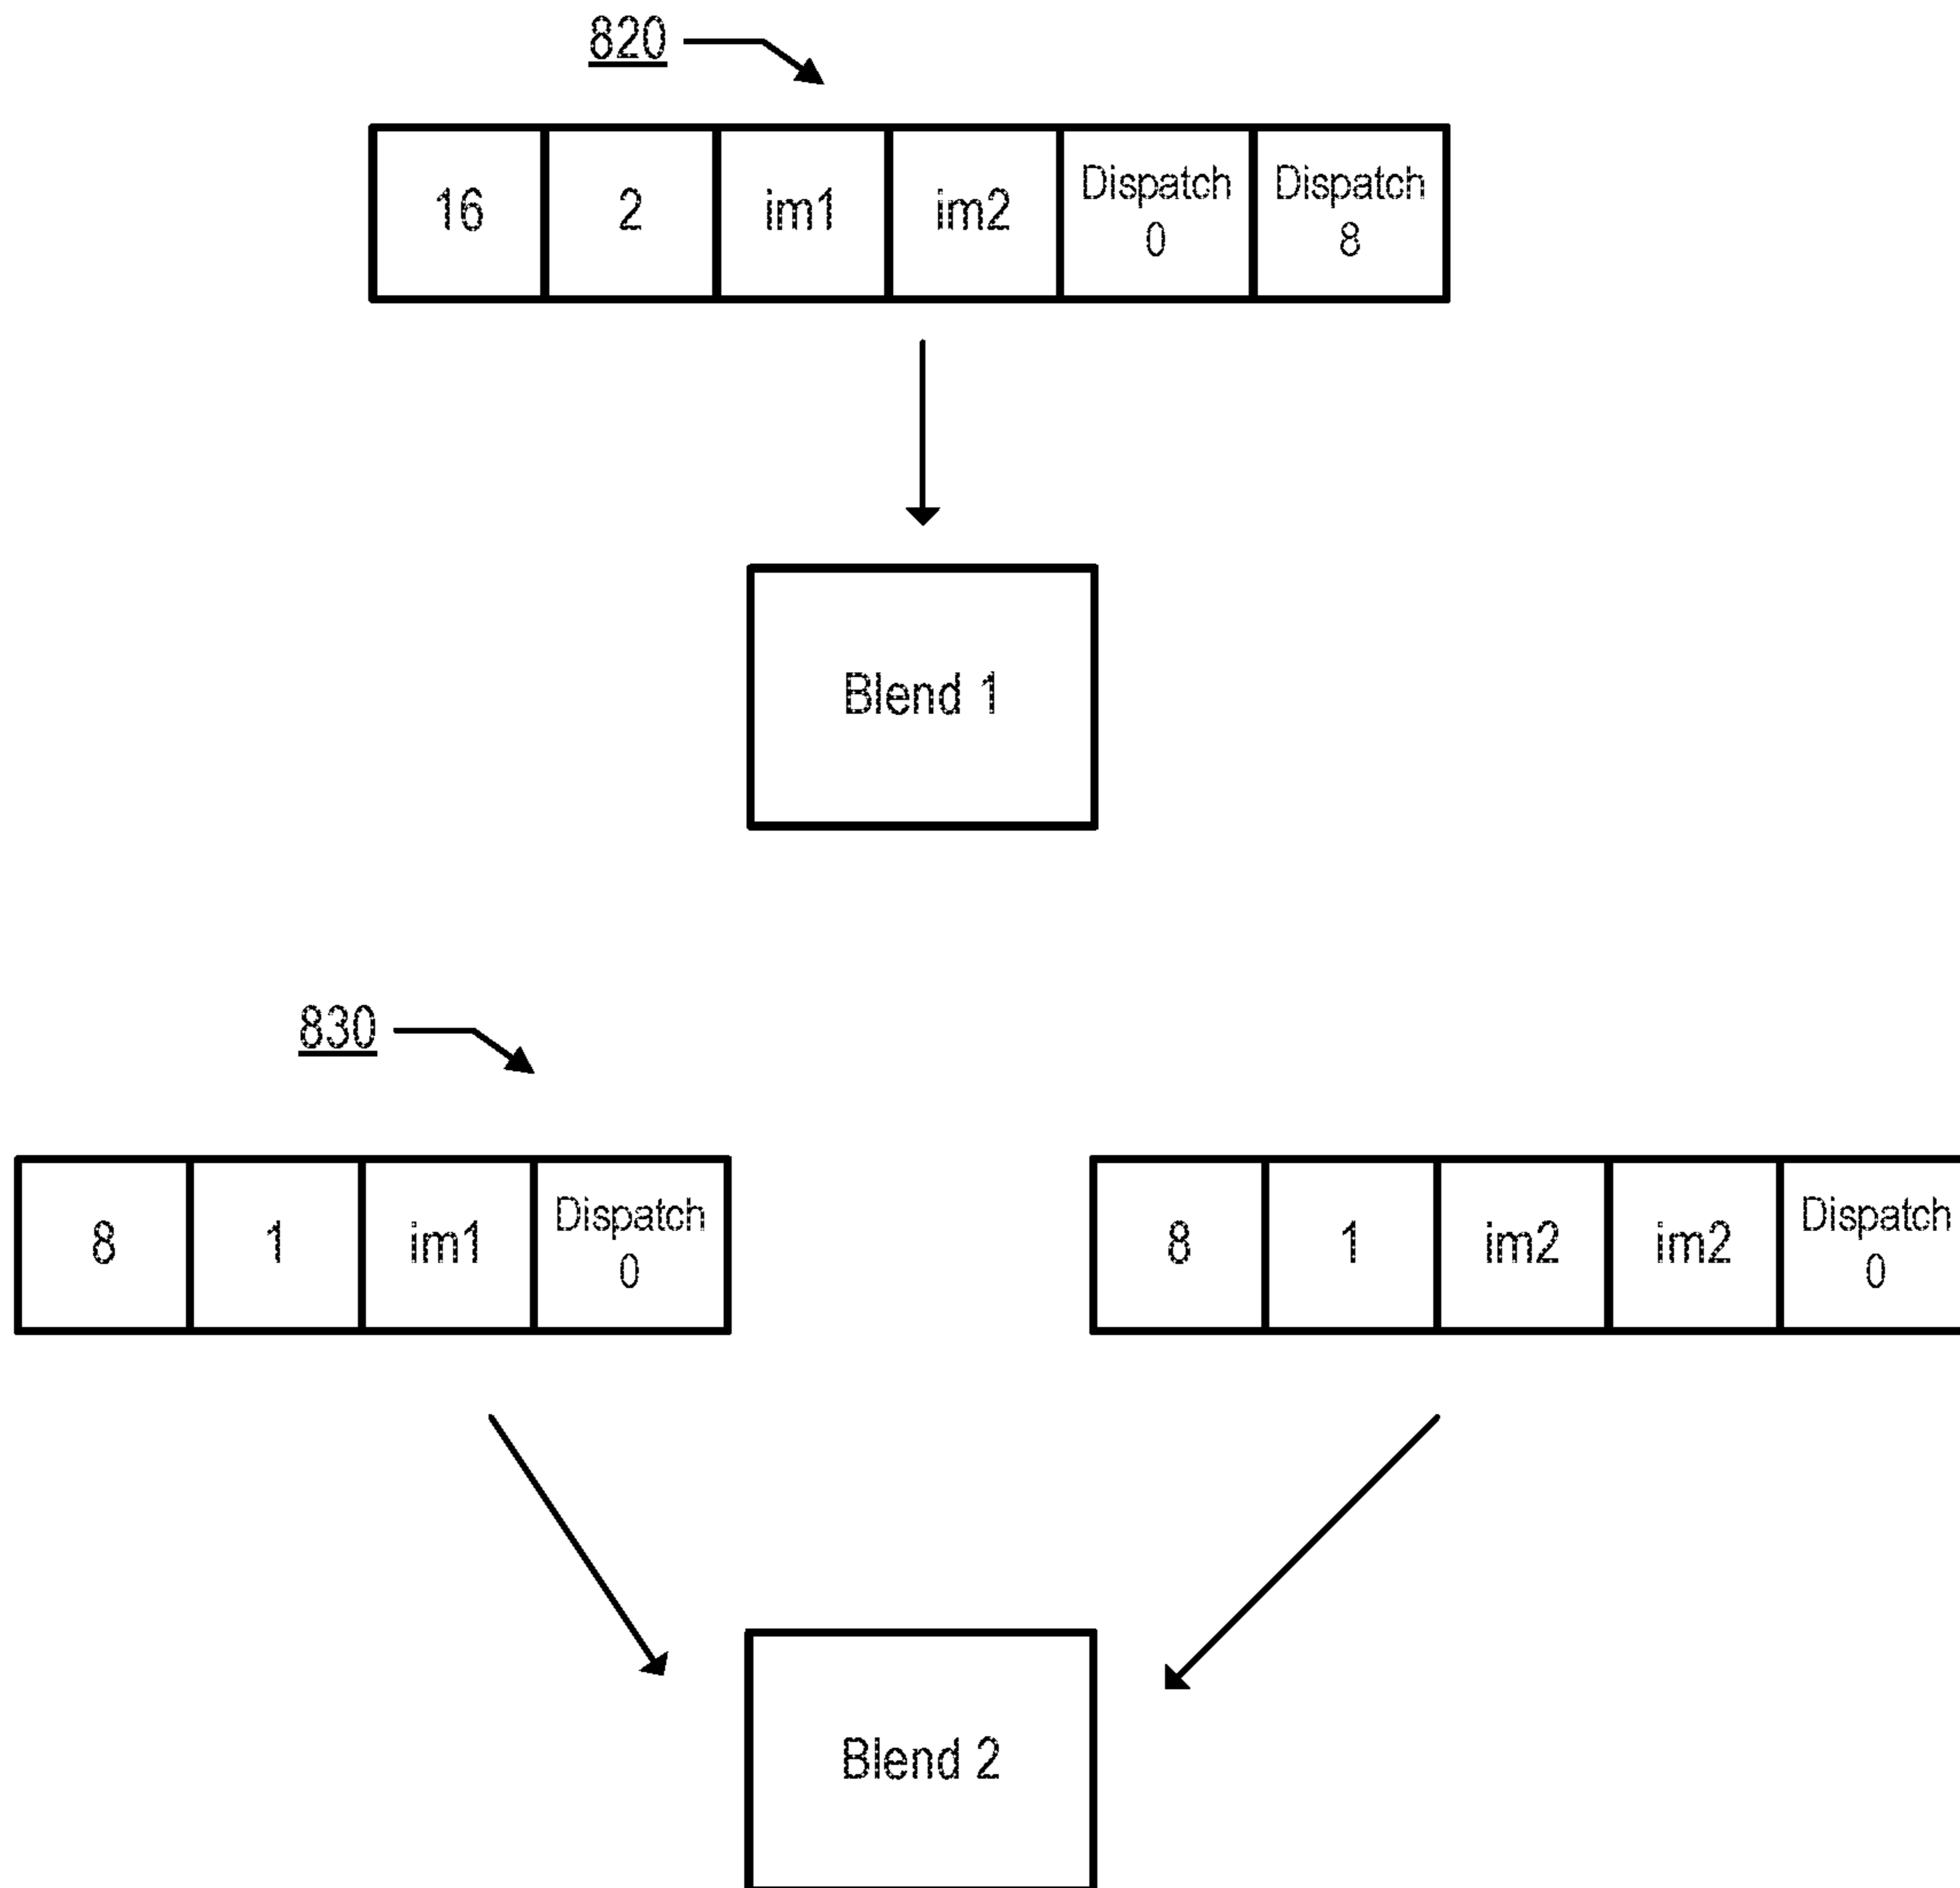 820
16
2
im1
im2
Dispatch
0
Dispatch
8
Blend 1
830
8
1
im1
Dispatch
0
8
1
im2
im2
Dispatch
0
Blend 2